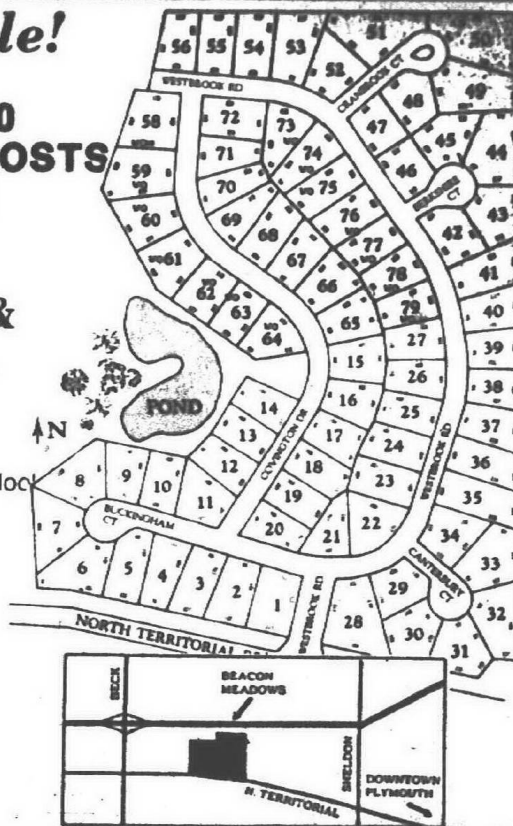 le!
0
OSTS
&
56 55 54 53 51 50
52
WESTBROOK RD
CRANBROOK CT
49
48
58 72 73 47 45 44
59 71 74 46
75
60 70 76
BERKSHIRE CT
43
69 77 42
61 68 78 41
67
62 66 79 40
63
64 65 27 39
15 26 38
14 16 25
POND
13 17 24 37
COVINGTON DR
WESTBROOK RD
N
12 18 23 36
8 9 10 11 19 22 35
20 21 34
7
BUCKINGHAM CT
CANTERBURY CT
33
6 5 4 3 2 1 28 29 32
30 31
WESTBROOK RD
NORTH TERRITORIAL
BECK
BEACON MEADOWS
SHELDON
DOWNTOWN PLYMOUTH
N. TERRITORIAL